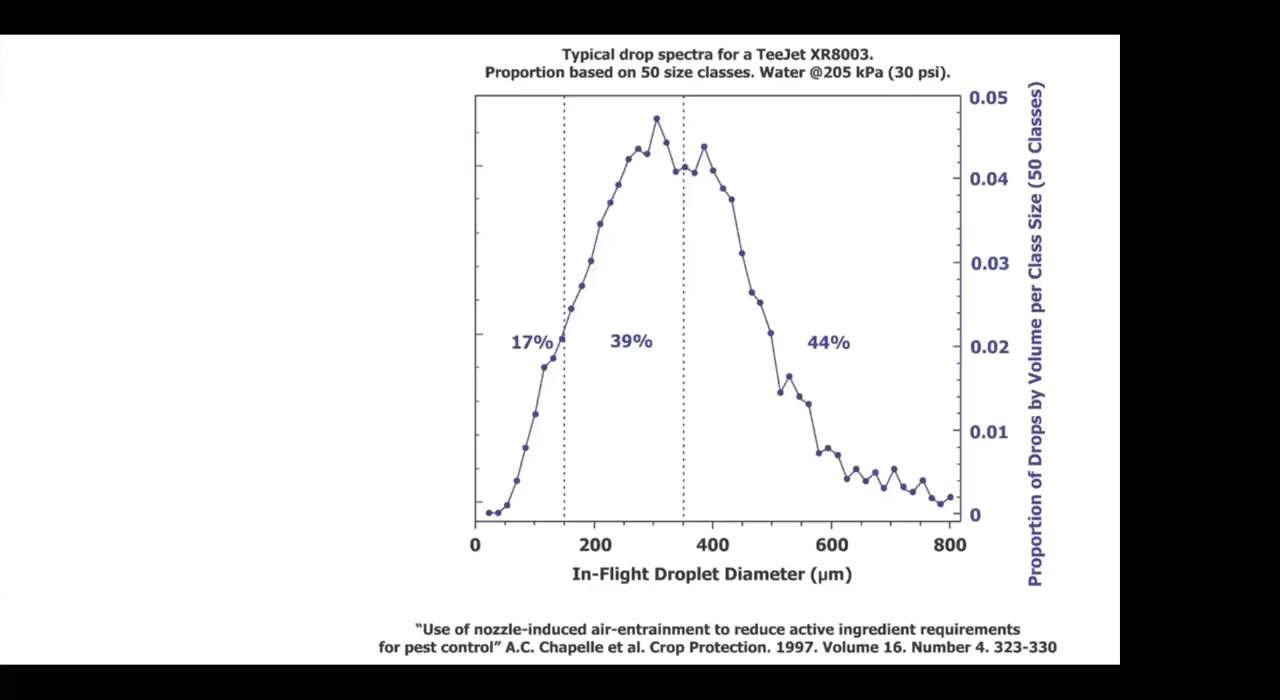 Typical drop spectra for a TeeJet XR8003.
Proportion based on 50 size classes. Water @205 kPa (30 psi).
0.05
0.04
0.03
0.02
0.01
0
Proportion of Drops by Volume per Class Size (50 Classes)
17%
39%
44%
0
200
400
600
800
In-Flight Droplet Diameter (µm)
“Use of nozzle-induced air-entrainment to reduce active ingredient requirements
for pest control” A.C. Chapelle et al. Crop Protection. 1997. Volume 16. Number 4. 323-330